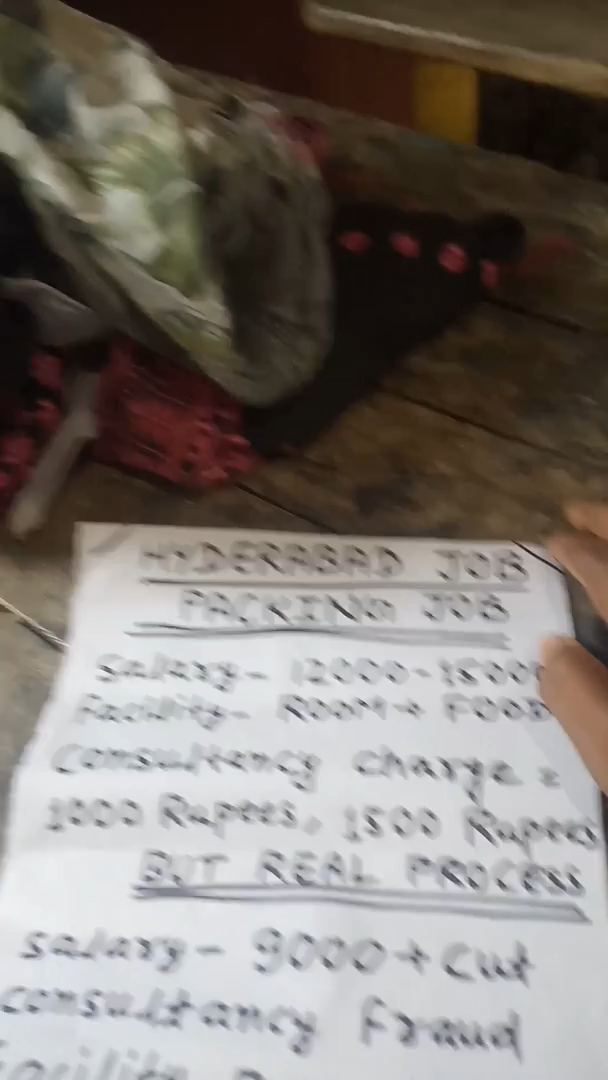 HYDERABAD JOB
PACKING JOB
Salary- 12000-15000
Facility- ROOM+ FOOD
Consultancy charge =
1000 Rupees, 1500 Rupees
BUT REAL PROCESS
salary- 9000+cut
consultancy Fraud
Facility